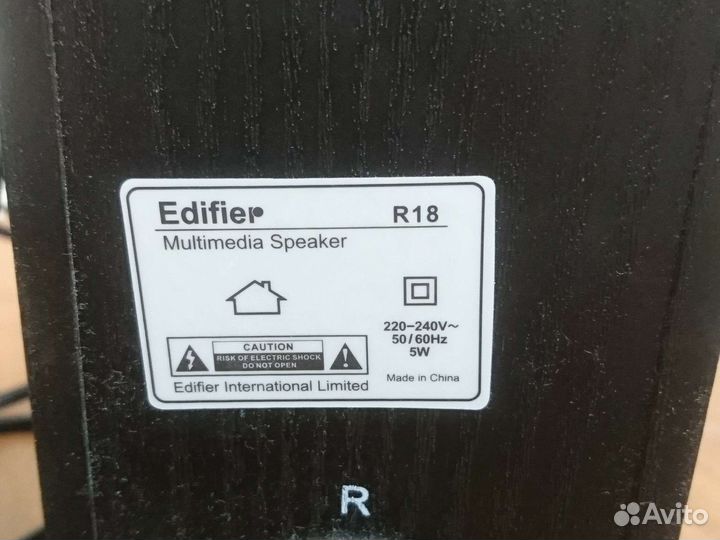 Edifier R18
Multimedia Speaker
220-240V~
50/60Hz
5W
CAUTION
RISK OF ELECTRIC SHOCK
DO NOT OPEN
Edifier International Limited
Made in China
R
Avito